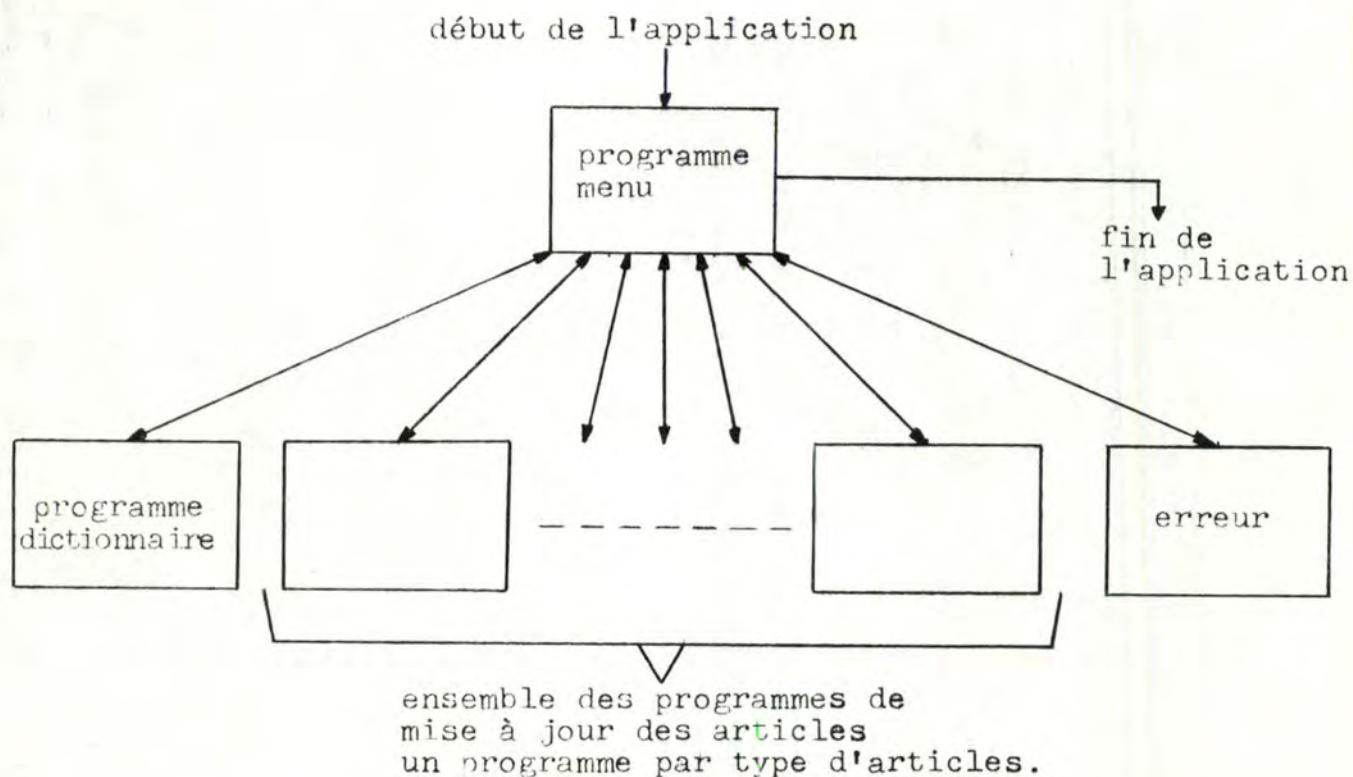 début de l'application
programme
menu
fin de
l'application
programme
dictionnaire
erreur
ensemble des programmes de
mise à jour des articles
un programme par type d'articles.